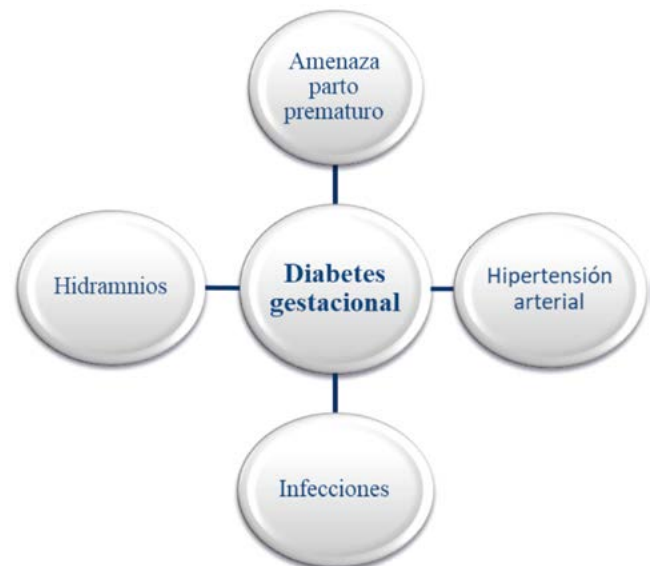 Amenaza
parto
prematuro
Hidramnios
Diabetes
gestacional
Hipertensión
arterial
Infecciones